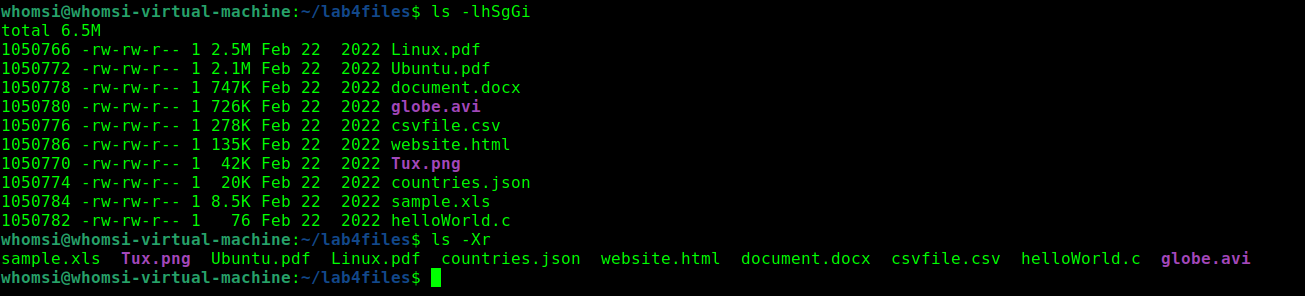 whomsi@whomsi-virtual-machine:~/lab4files$ ls -lhSgGi
total 6.5M
1050766 -rw-rw-r-- 1 2.5M Feb 22  2022 Linux.pdf
1050772 -rw-rw-r-- 1 2.1M Feb 22  2022 Ubuntu.pdf
1050778 -rw-rw-r-- 1 747K Feb 22  2022 document.docx
1050780 -rw-rw-r-- 1 726K Feb 22  2022 globe.avi
1050776 -rw-rw-r-- 1 278K Feb 22  2022 csvfile.csv
1050786 -rw-rw-r-- 1 135K Feb 22  2022 website.html
1050770 -rw-rw-r-- 1  42K Feb 22  2022 Tux.png
1050774 -rw-rw-r-- 1  20K Feb 22  2022 countries.json
1050784 -rw-rw-r-- 1 8.5K Feb 22  2022 sample.xls
1050782 -rw-rw-r-- 1   76 Feb 22  2022 helloWorld.c
whomsi@whomsi-virtual-machine:~/lab4files$ ls -Xr
sample.xls  Tux.png  Ubuntu.pdf  Linux.pdf  countries.json  website.html  document.docx  csvfile.csv  helloWorld.c  globe.avi
whomsi@whomsi-virtual-machine:~/lab4files$